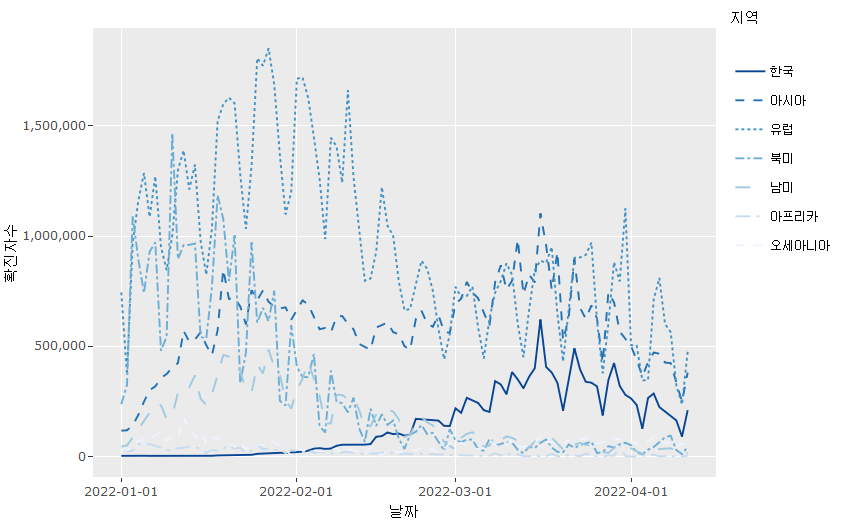 지역
한국
아시아
유럽
북미
남미
아프리카
오세아니아
확진자수
1,500,000
1,000,000
500,000
0
2022-01-01
2022-02-01
2022-03-01
2022-04-01
날짜